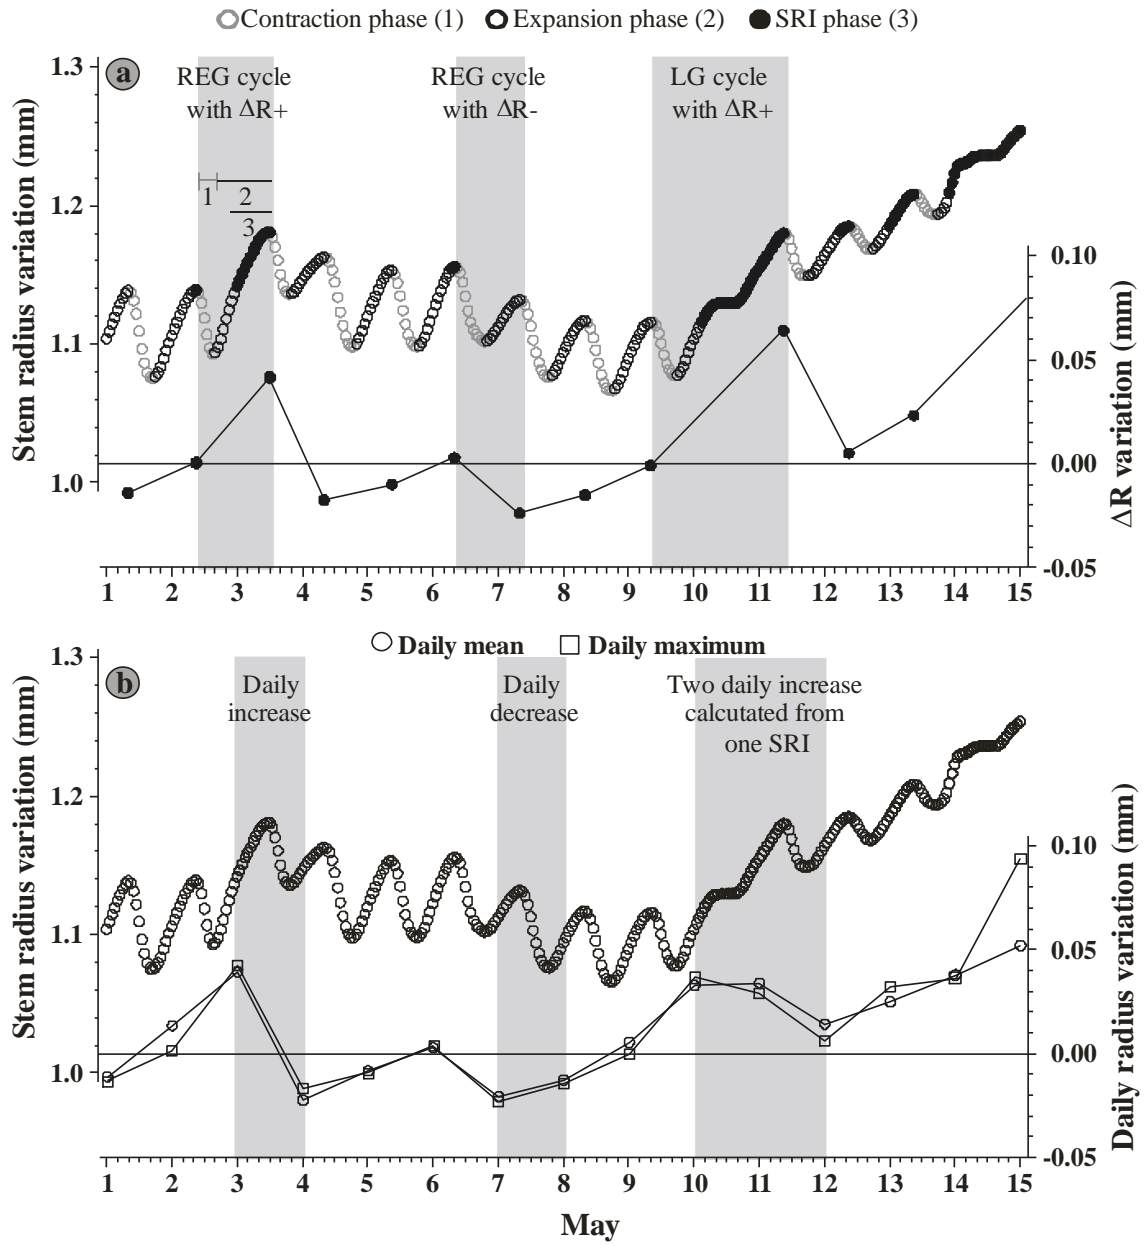 Contraction phase (1) Expansion phase (2) SRI phase (3)
1.3
a
REG cycle
with ΔR+
REG cycle
with ΔR-
LG cycle
with ΔR+
1
2
3
1.2
1.1
1.0
Stem radius variation (mm)
0.10
0.05
0.00
-0.05
ΔR variation (mm)
1 2 3 4 5 6 7 8 9 10 11 12 13 14 15
Daily mean Daily maximum
1.3
b
Daily
increase
Daily
decrease
Two daily increase
calcutated from
one SRI
1.2
1.1
1.0
Stem radius variation (mm)
0.10
0.05
0.00
-0.05
Daily radius variation (mm)
1 2 3 4 5 6 7 8 9 10 11 12 13 14 15
May